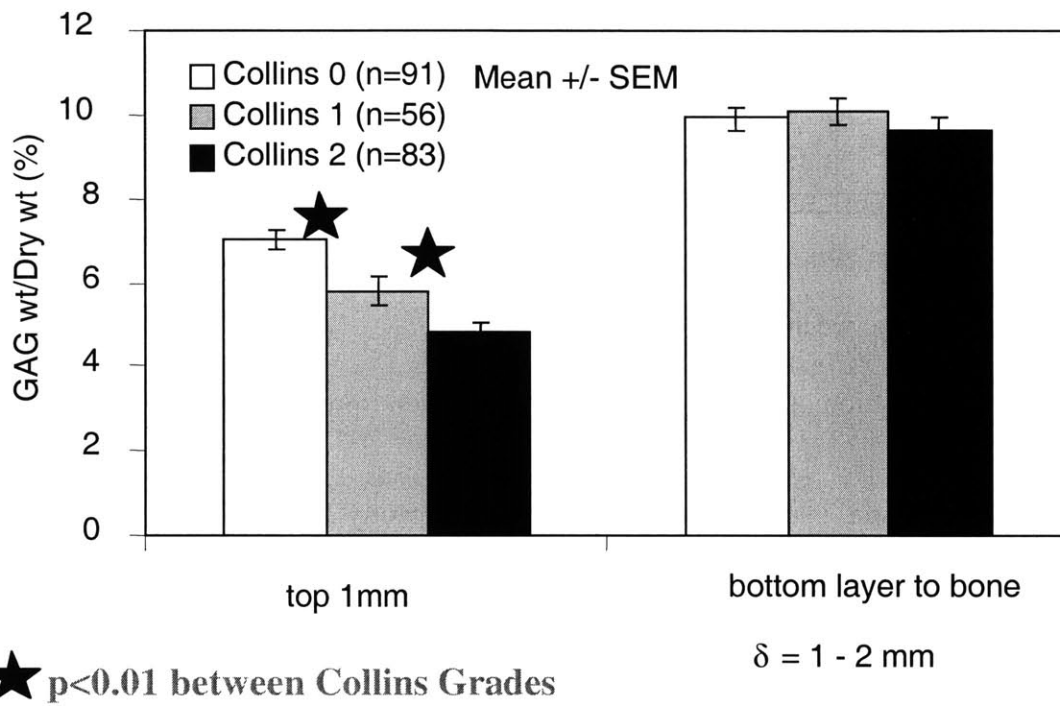 12
10
8
6
4
2
0
GAG wt/Dry wt (%)
Collins 0 (n=91) Mean +/- SEM
Collins 1 (n=56)
Collins 2 (n=83)
top 1mm
bottom layer to bone
δ = 1 - 2 mm
p<0.01 between Collins Grades